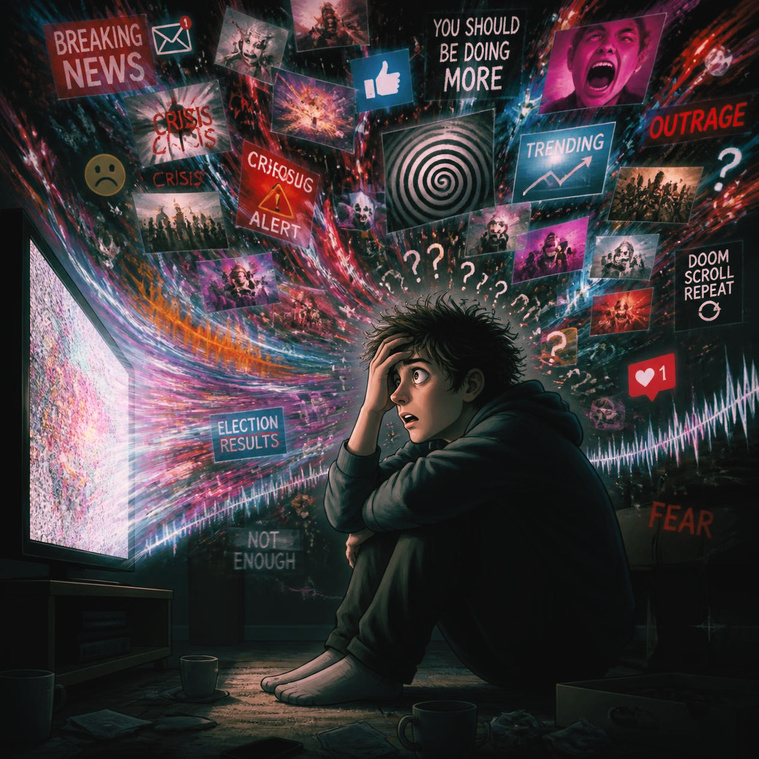 BREAKING
NEWS
1
YOU SHOULD
BE DOING
MORE
CRISIS
CRISIS
TRENDING
OUTRAGE
?
ALERT
DOOM
SCROLL
REPEAT
? ?
? ? ?
?
1
ELECTION
RESULTS
NOT
ENOUGH
FEAR